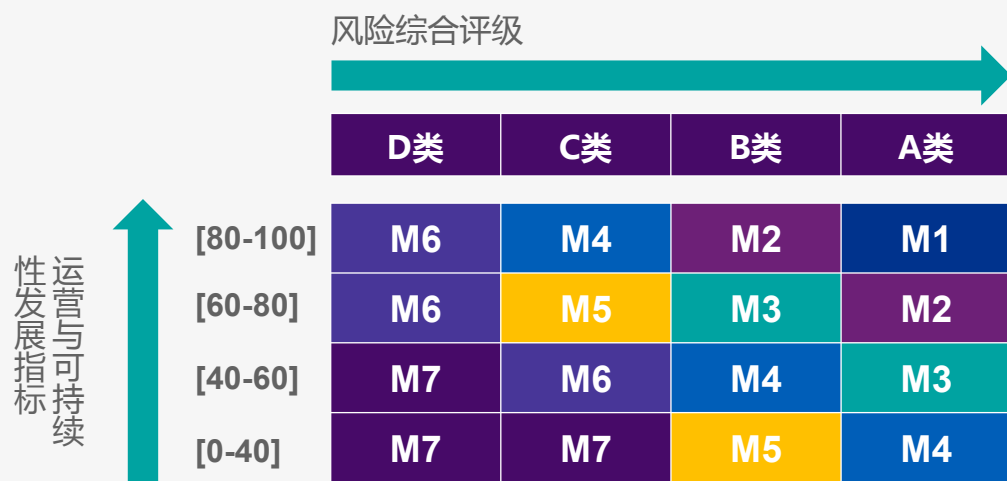 风险综合评级
D类 C类 B类 A类
[80-100] M6 M4 M2 M1
[60-80] M6 M5 M3 M2
[40-60] M7 M6 M4 M3
[0-40] M7 M7 M5 M4
运营与可持续
性发展指标